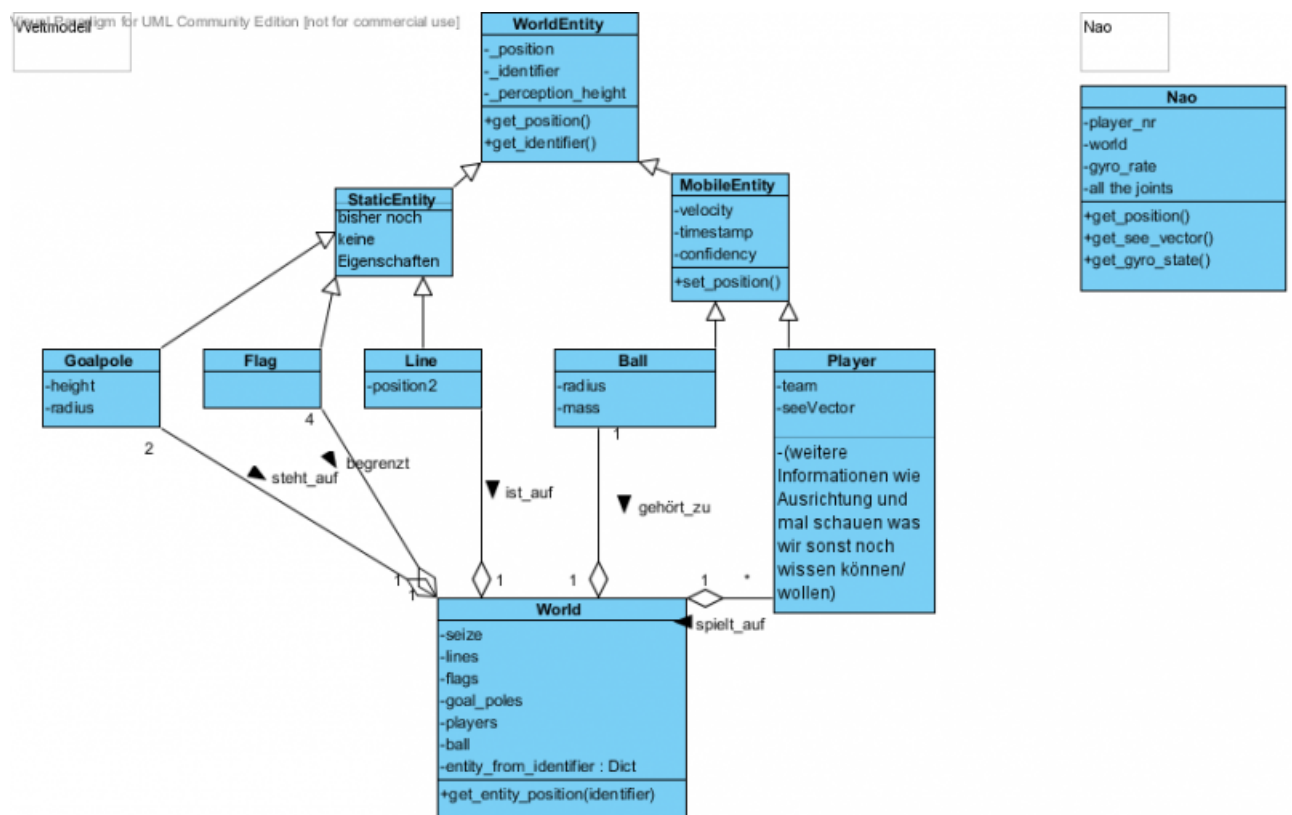 Visual Paradigm for UML Community Edition [not for commercial use]
Weltmodell
Nao
WorldEntity
-_position
-_identifier
-_perception_height
+get_position()
+get_identifier()
Nao
-player_nr
-world
-gyro_rate
-all the joints
+get_position()
+get_see_vector()
+get_gyro_state()
StaticEntity
bisher noch
keine
Eigenschaften
MobileEntity
-velocity
-timestamp
-confidency
+set_position()
Goalpole
-height
-radius
Flag
Line
-position2
Ball
-radius
-mass
Player
-team
-seeVector
-(weitere
Informationen wie
Ausrichtung und
mal schauen was
wir sonst noch
wissen können/
wollen)
2
4
1
steht_auf
begrenzt
ist_auf
gehört_zu
1
1
1
1
1
*
spielt_auf
World
-seize
-lines
-flags
-goal_poles
-players
-ball
-entity_from_identifier : Dict
+get_entity_position(identifier)